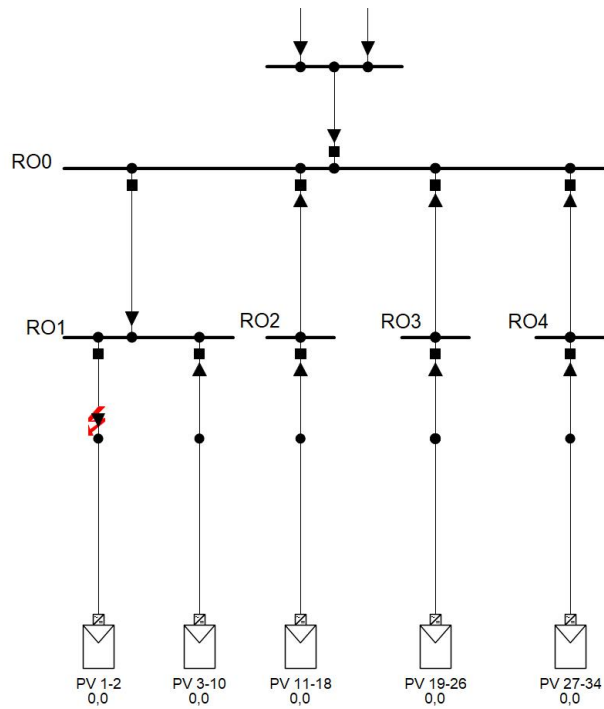 RO0
RO1
RO2
RO3
RO4
PV 1-2
0,0
PV 3-10
0,0
PV 11-18
0,0
PV 19-26
0,0
PV 27-34
0,0